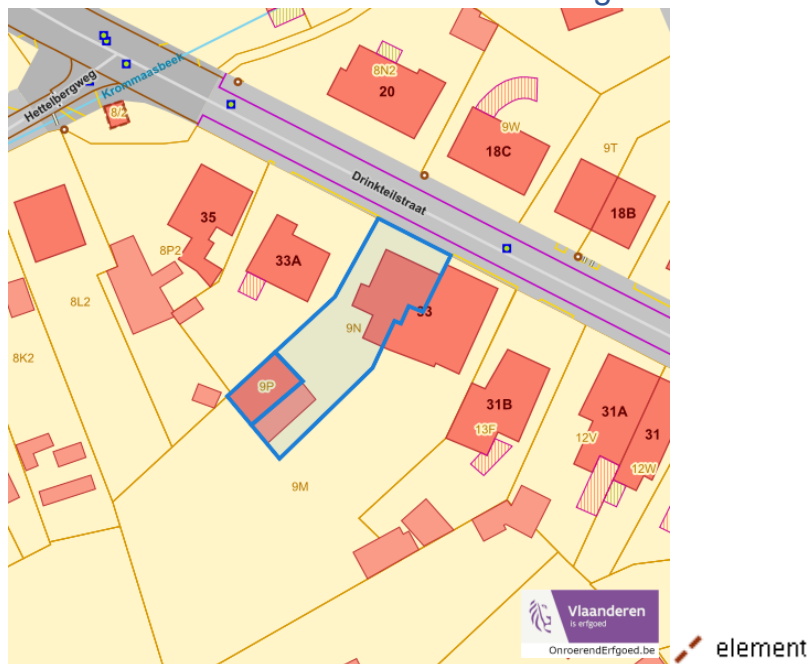 8N2
20
Krommaasbeek
Hettelbergweg
8/2
9W
18C
9T
Drinkteilstraat
18B
35
33A
8P2
8L2
9N
33
8K2
9P
31B
13F
31A
31
12V
12W
9M
Vlaanderen
is erfgoed
OnroerendErfgoed.be
element